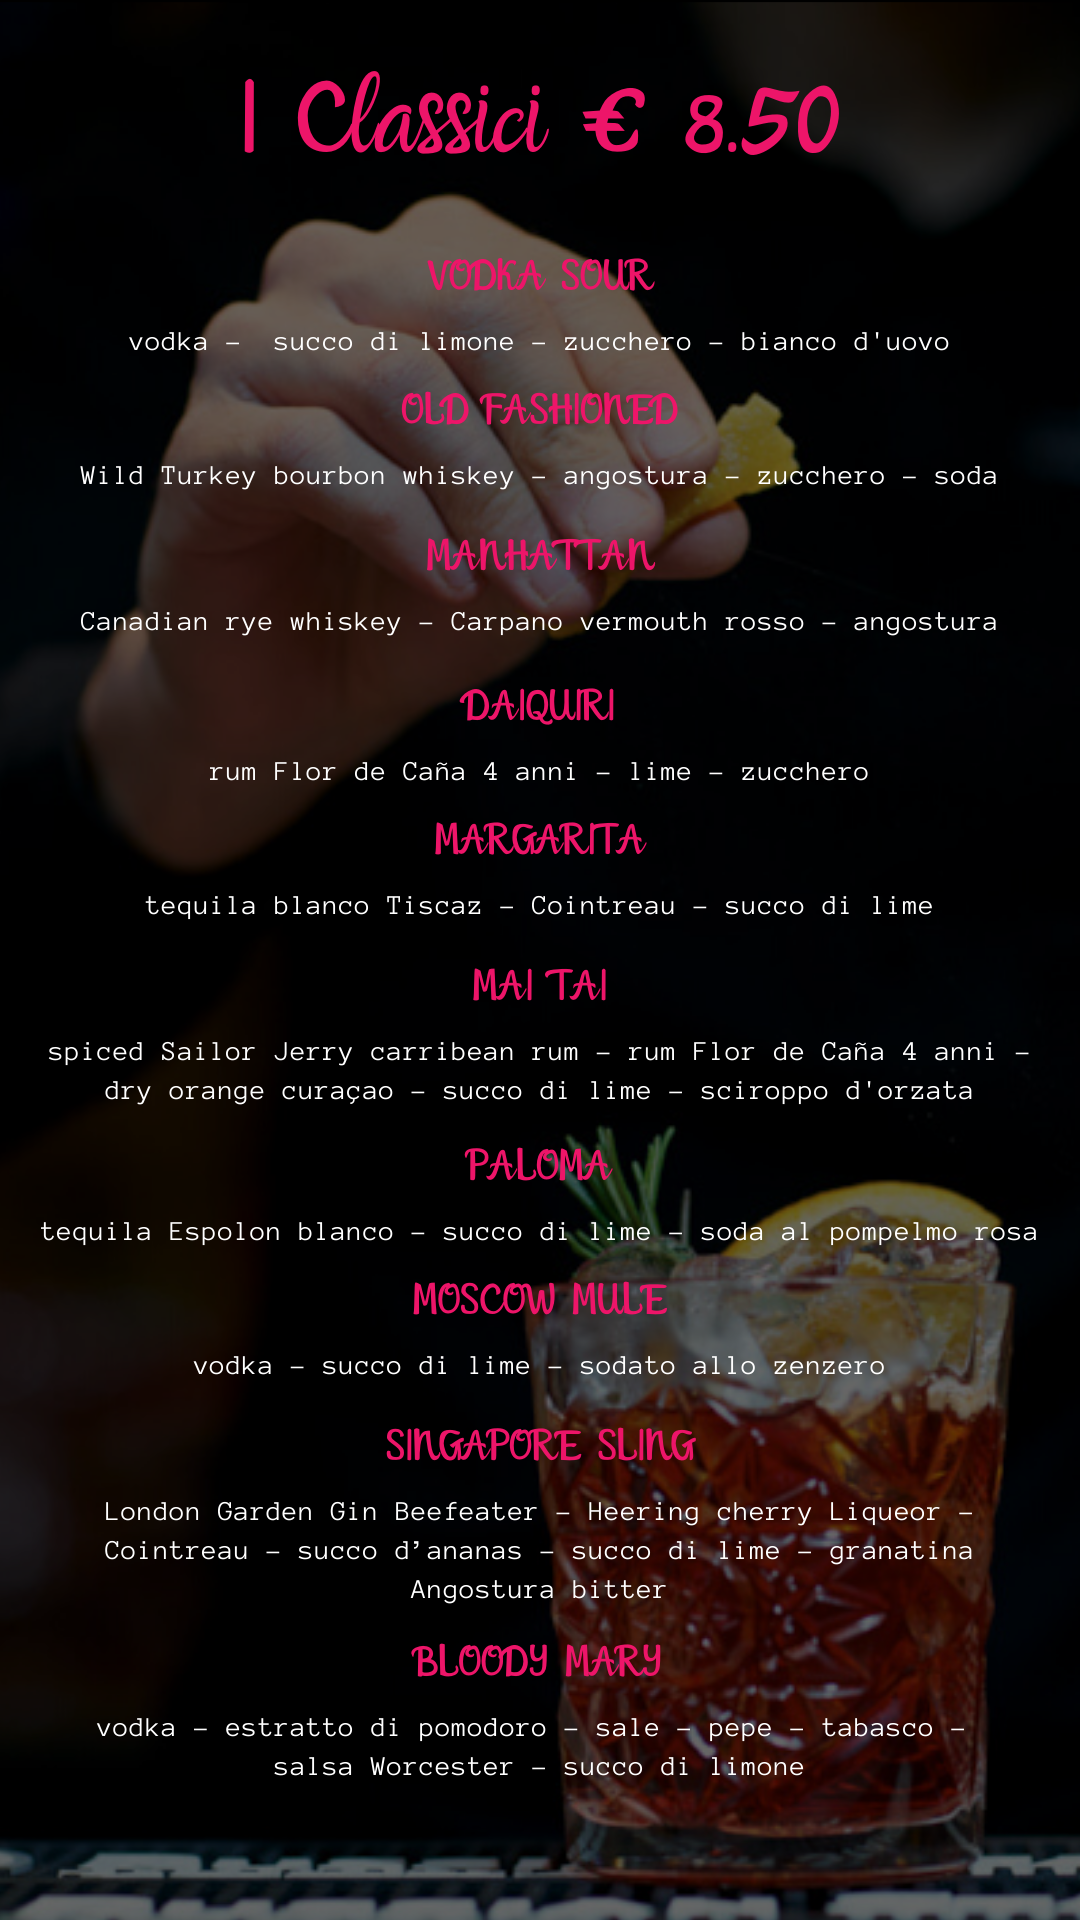 I Classici € 8.50
VODKA SOUR
vodka - succo di limone - zucchero - bianco d'uovo
OLD FASHIONED
Wild Turkey bourbon whiskey - angostura - zucchero - soda
MANHATTAN
Canadian rye whiskey - Carpano vermouth rosso - angostura
DAIQUIRI
rum Flor de Caña 4 anni - lime - zucchero
MARGARITA
tequila blanco Tiscaz - Cointreau - succo di lime
MAI TAI
spiced Sailor Jerry carribean rum - rum Flor de Caña 4 anni -
dry orange curaçao - succo di lime - sciroppo d'orzata
PALOMA
tequila Espolon blanco - succo di lime - soda al pompelmo rosa
MOSCOW MULE
vodka - succo di lime - sodato allo zenzero
SINGAPORE SLING
London Garden Gin Beefeater - Heering cherry Liqueor -
Cointreau - succo d’ananas - succo di lime - granatina
Angostura bitter
BLOODY MARY
vodka - estratto di pomodoro - sale - pepe - tabasco -
salsa Worcester - succo di limone